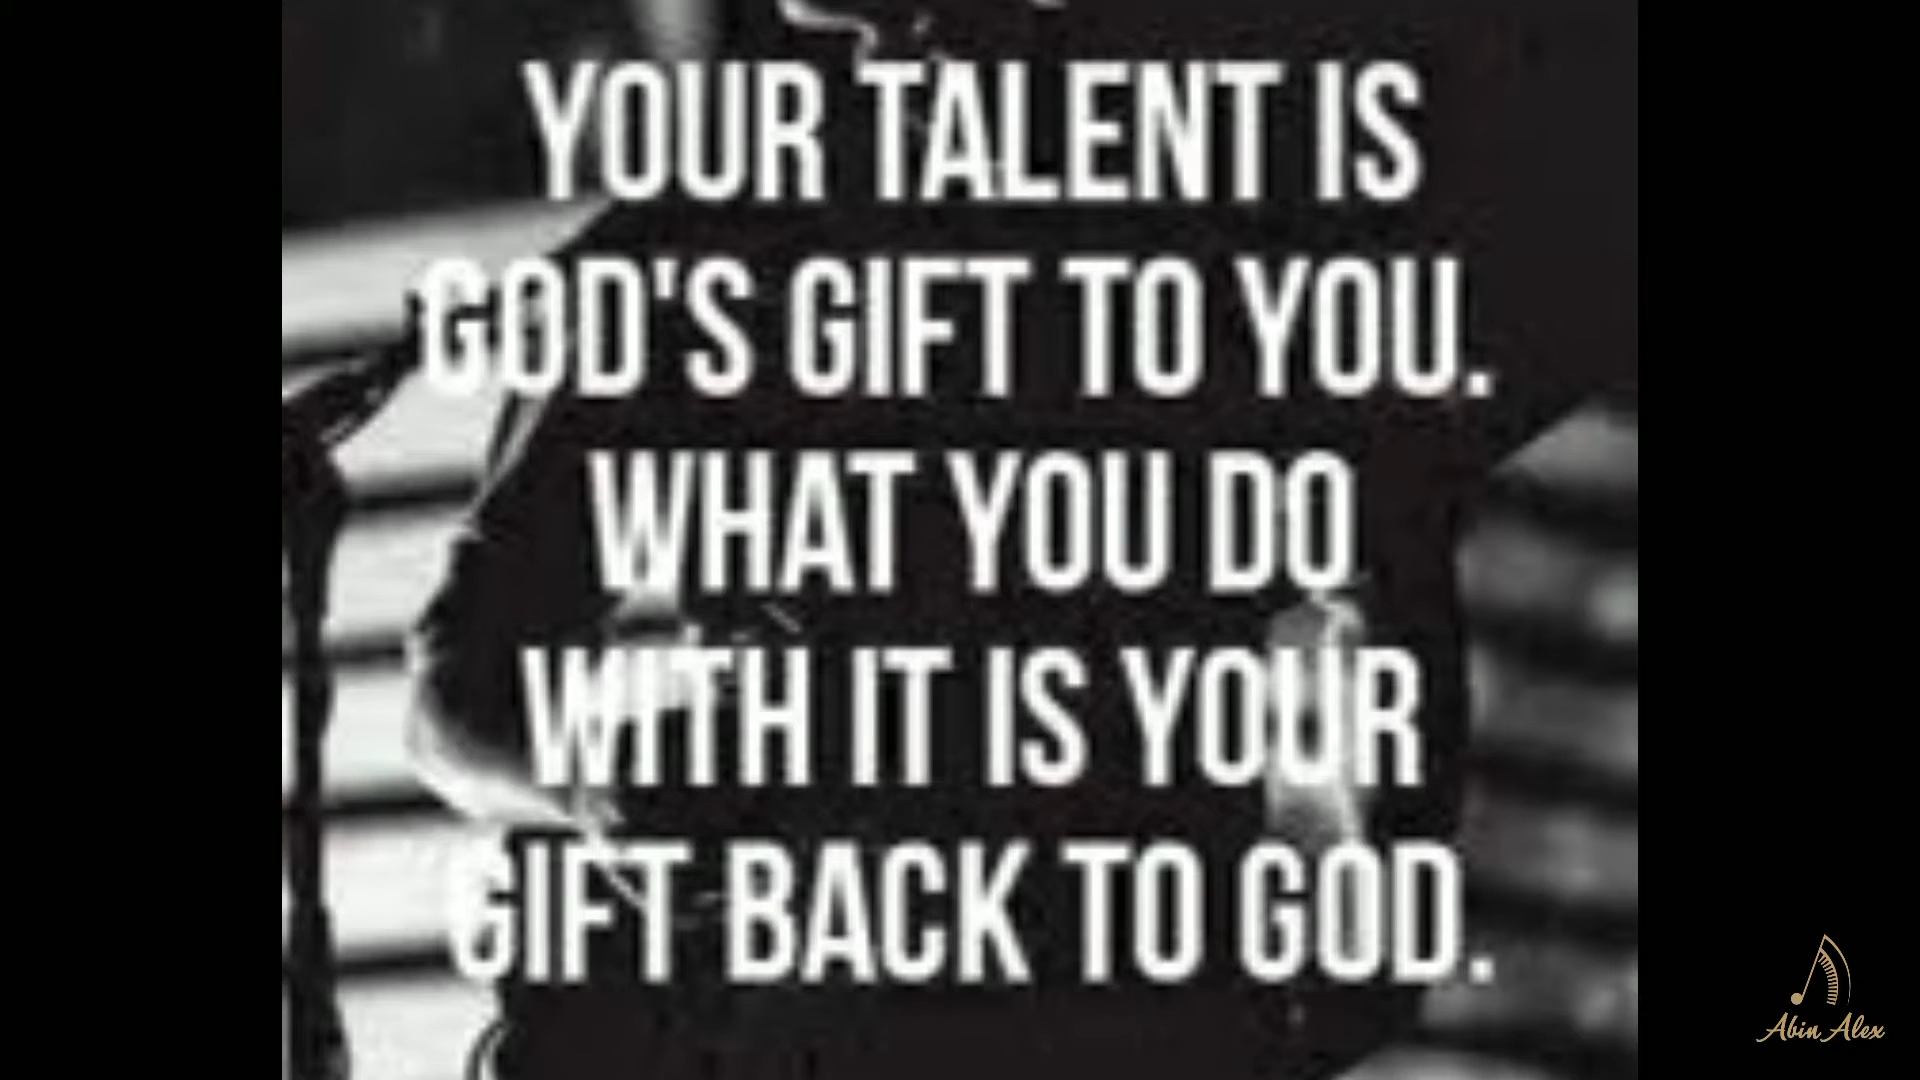 YOUR TALENT IS
GOD'S GIFT TO YOU.
WHAT YOU DO
WITH IT IS YOUR
GIFT BACK TO GOD.
Abin Alex